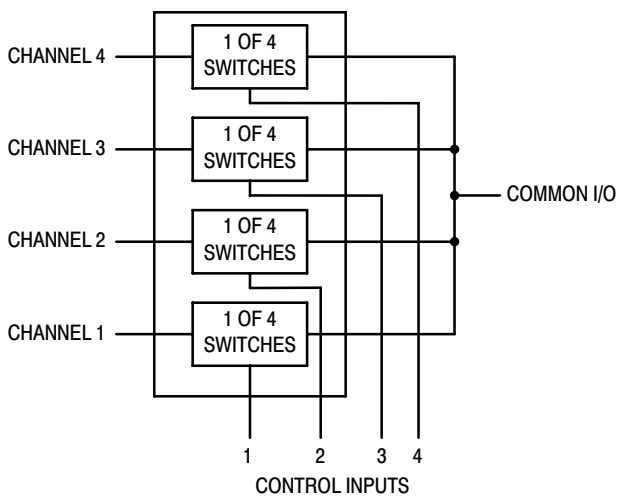 CHANNEL 4
1 OF 4
SWITCHES
CHANNEL 3
1 OF 4
SWITCHES
COMMON I/O
CHANNEL 2
1 OF 4
SWITCHES
CHANNEL 1
1 OF 4
SWITCHES
1 2 3 4
CONTROL INPUTS